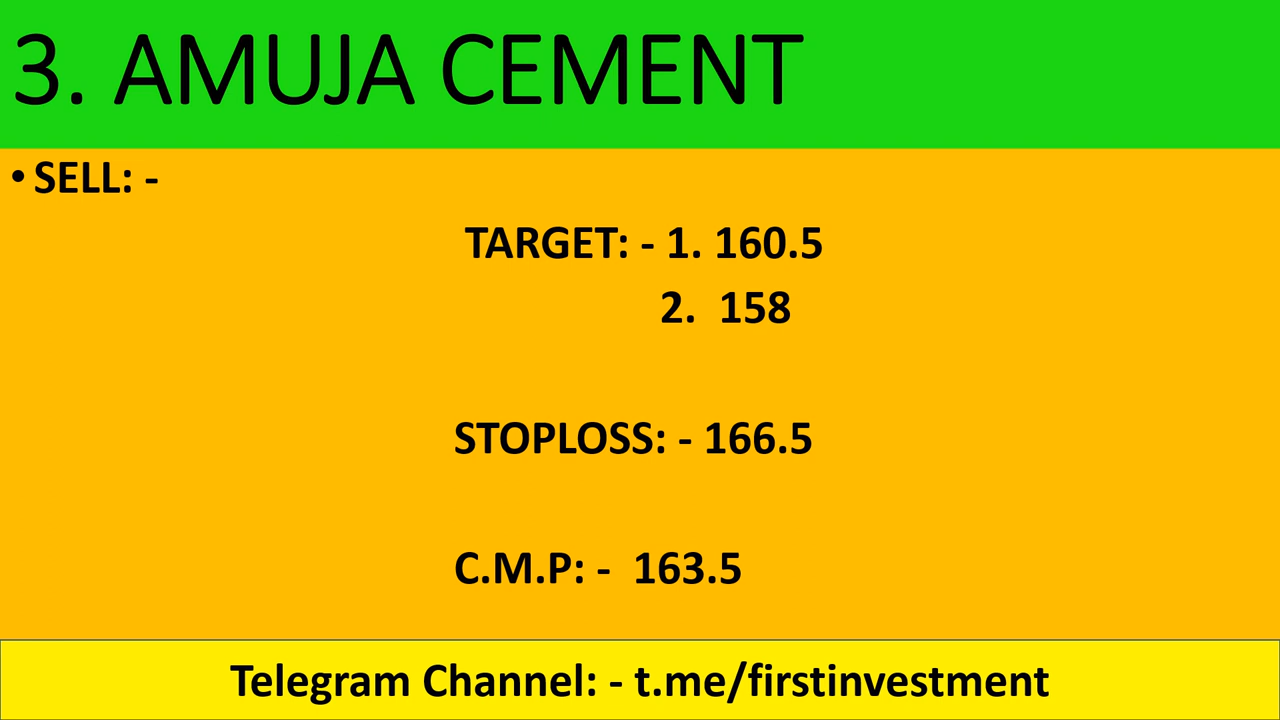 3. AMUJA CEMENT
• SELL: -
TARGET: - 1. 160.5
2. 158
STOPLOSS: - 166.5
C.M.P: - 163.5
Telegram Channel: - t.me/firstinvestment